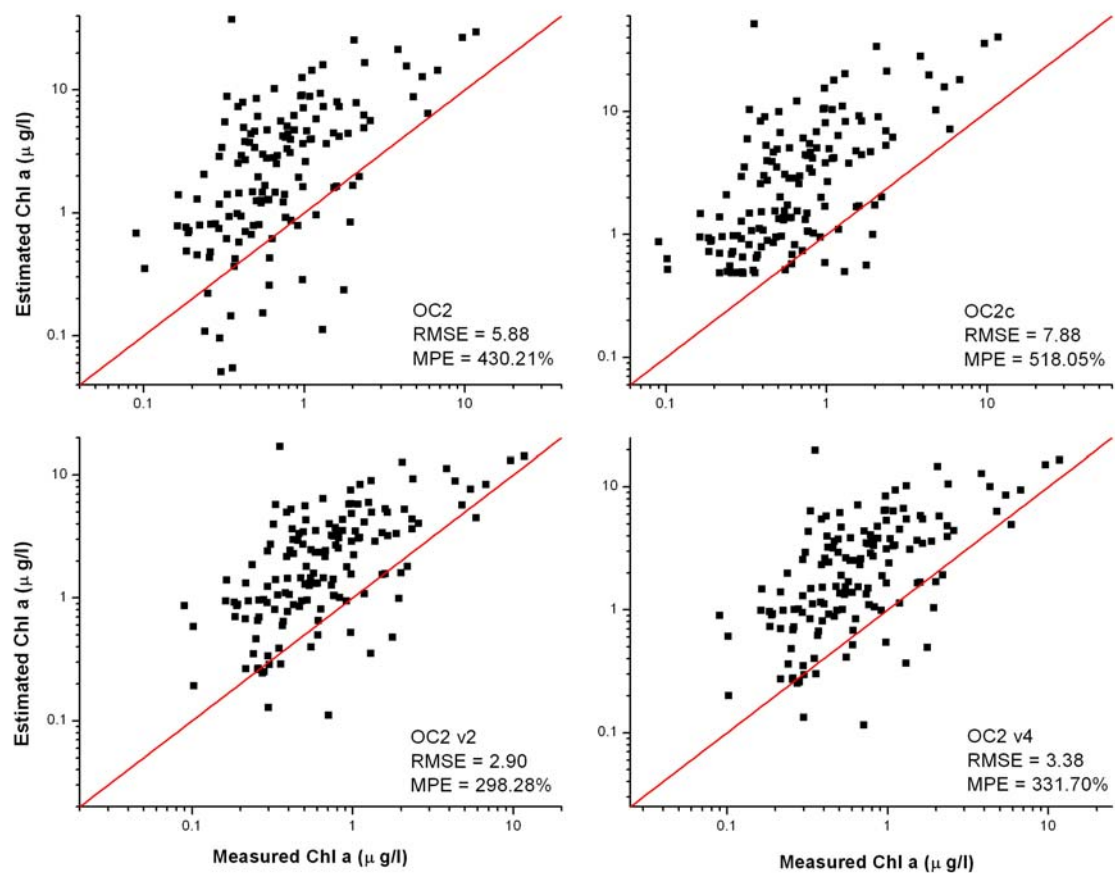 Estimated Chl a (μ g/l)
10
1
0.1
0.1
1
10
OC2
RMSE = 5.88
MPE = 430.21%
10
1
0.1
0.1
1
10
OC2c
RMSE = 7.88
MPE = 518.05%
Estimated Chl a (μ g/l)
10
1
0.1
0.1
1
10
OC2 v2
RMSE = 2.90
MPE = 298.28%
Measured Chl a (μ g/l)
10
1
0.1
0.1
1
10
OC2 v4
RMSE = 3.38
MPE = 331.70%
Measured Chl a (μ g/l)